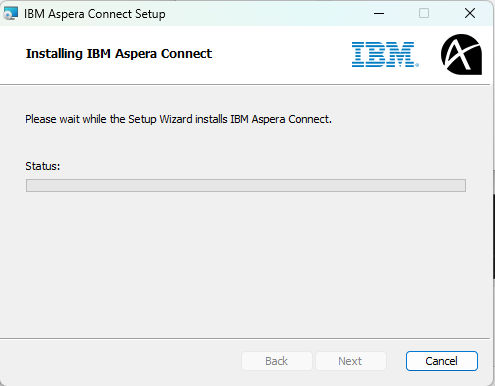 IBM Aspera Connect Setup
Installing IBM Aspera Connect
IBM.
Please wait while the Setup Wizard installs IBM Aspera Connect.
Status:
Back
Next
Cancel